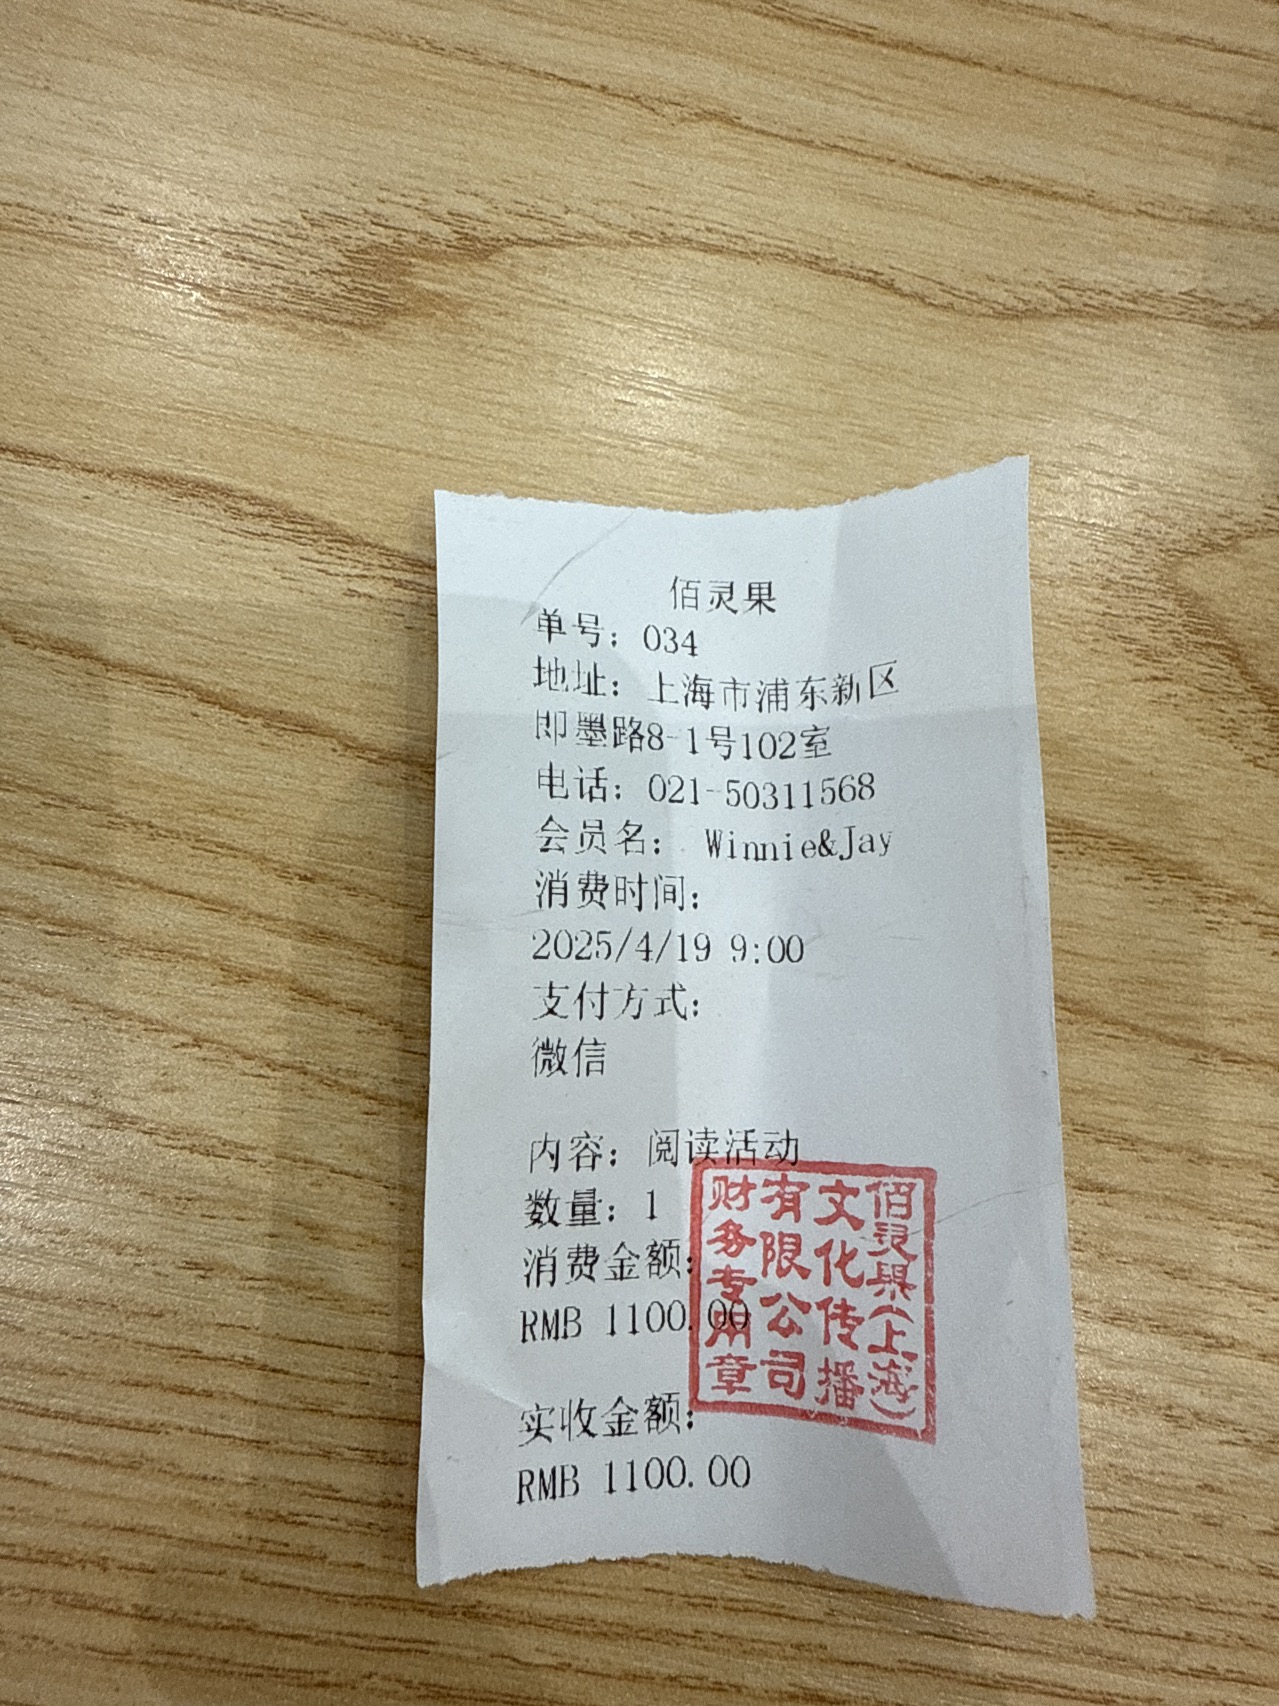 佰灵果
单号：034
地址：上海市浦东新区
即墨路8-1号102室
电话：021-50311568
会员名： Winnie&Jay
消费时间：
2025/4/19 9:00
支付方式：
微信
内容：阅读活动
数量：1
消费金额：
RMB 1100.00
实收金额：
RMB 1100.00
佰灵果(上海)
文化传播
有限公司
财务专用章